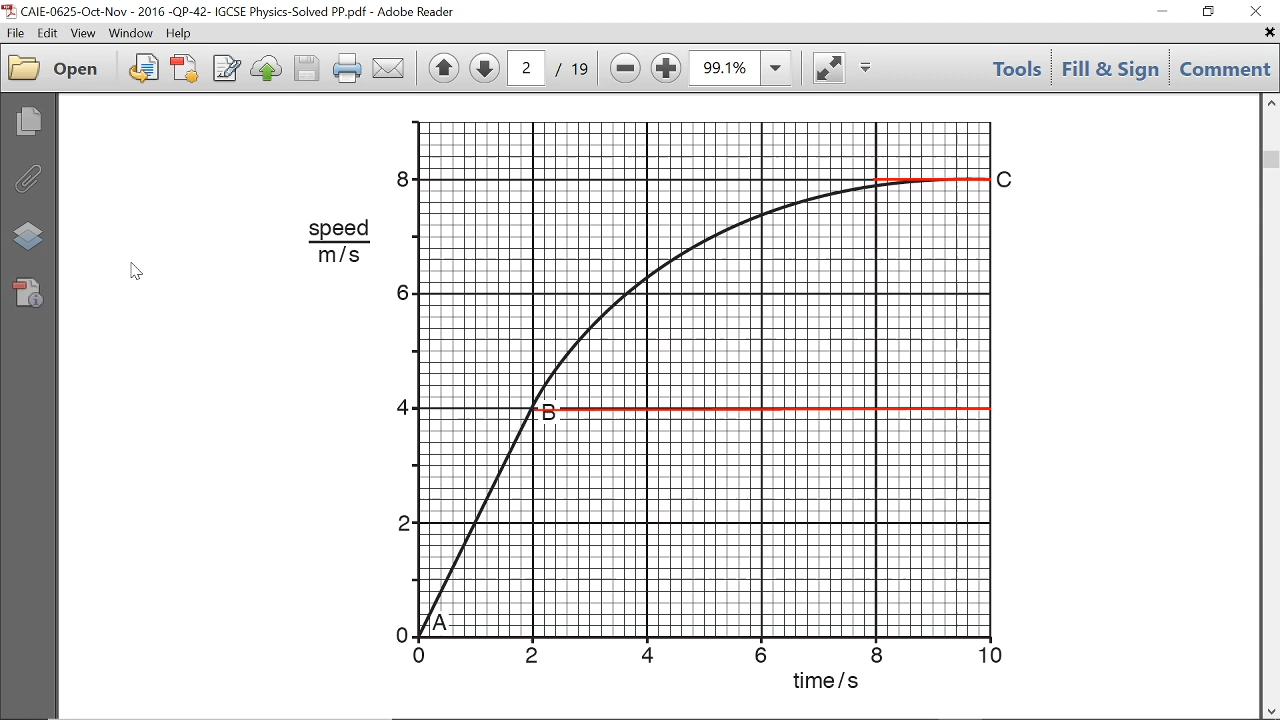 CAIE-0625-Oct-Nov - 2016 -QP-42- IGCSE Physics-Solved PP.pdf - Adobe Reader
File Edit View Window Help
Open 2 / 19 99.1% Tools Fill & Sign Comment
8 C
speed
m/s
6
4 B
2
A
0
0 2 4 6 8 10
time/s